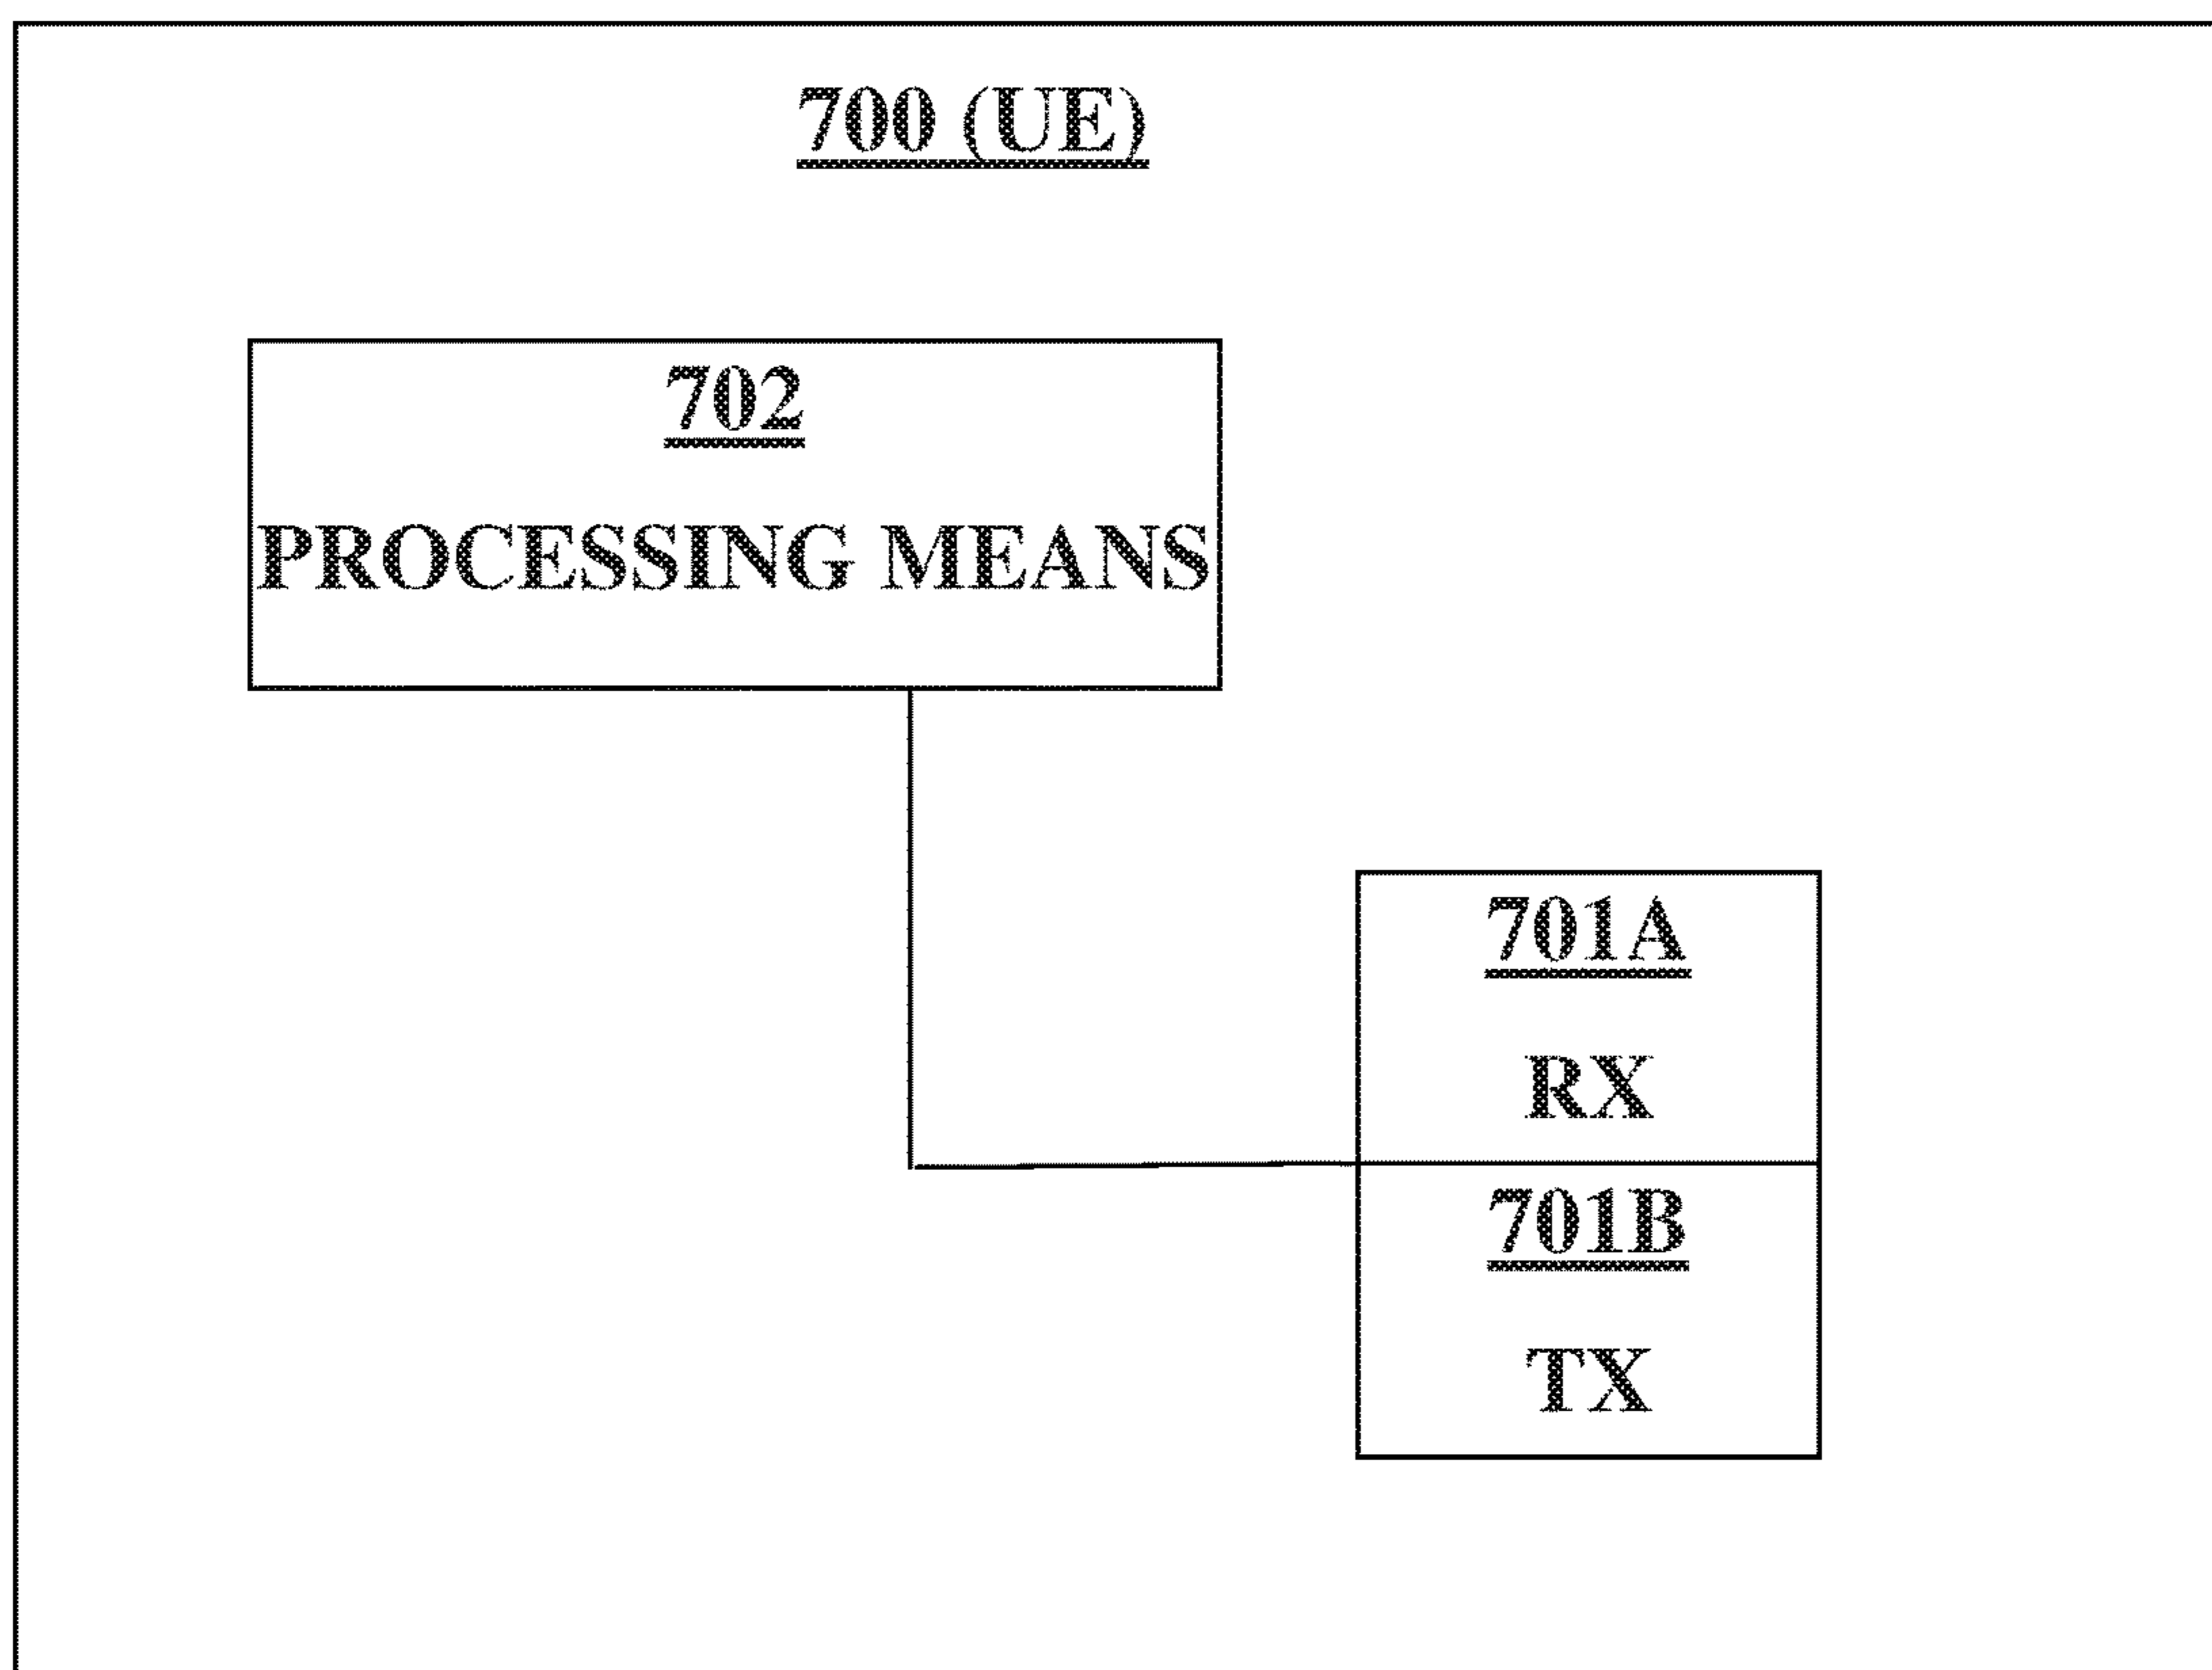 700 (UE)
702
PROCESSING MEANS
701A
RX
701B
TX